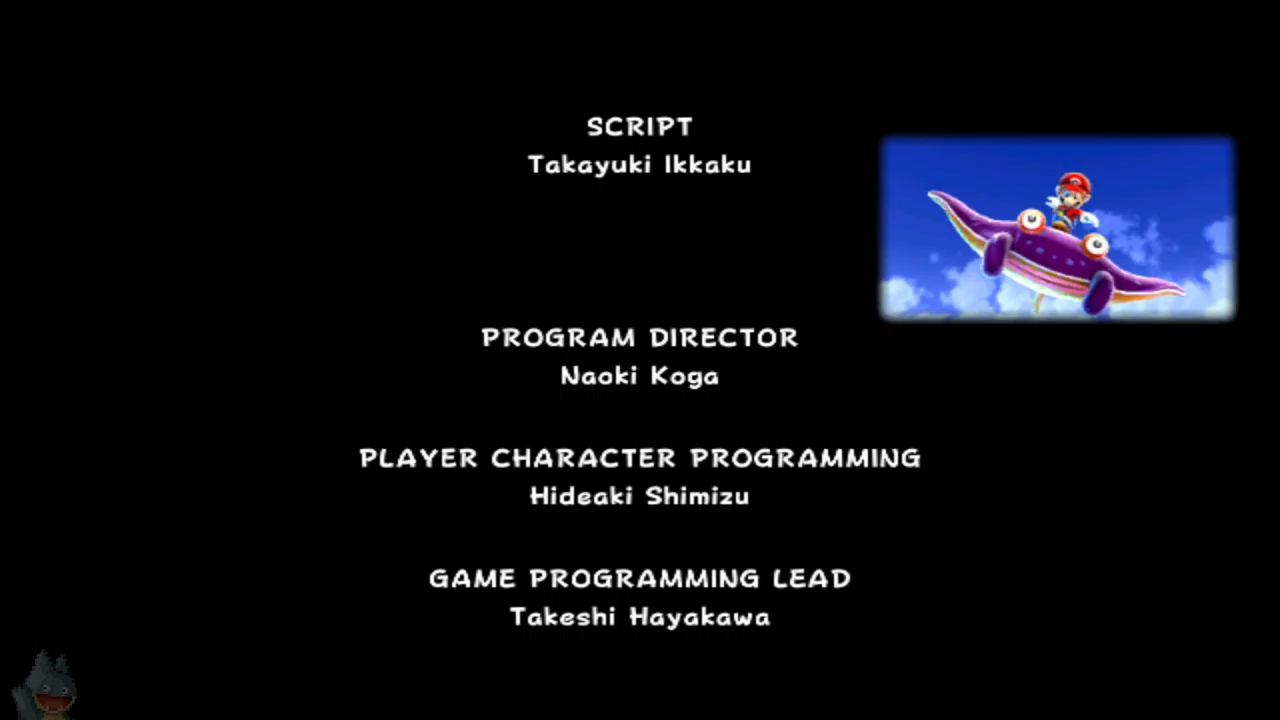 SCRIPT
Takayuki Ikkaku
PROGRAM DIRECTOR
Naoki Koga
PLAYER CHARACTER PROGRAMMING
Hideaki Shimizu
GAME PROGRAMMING LEAD
Takeshi Hayakawa